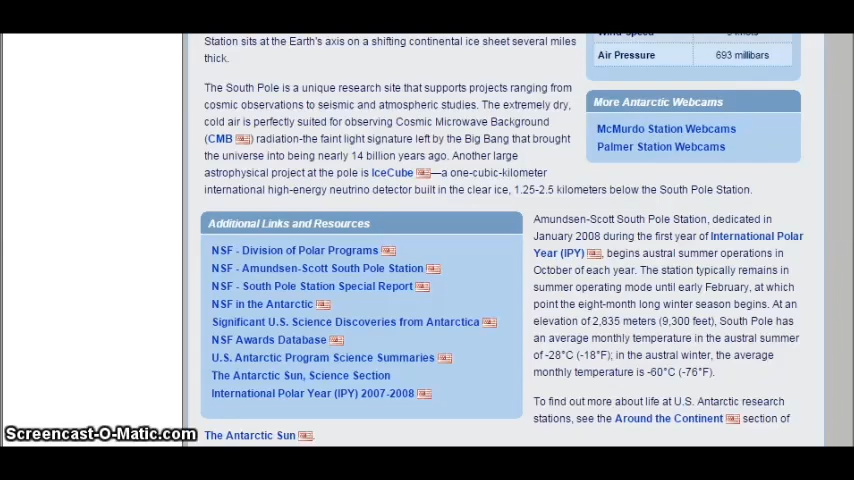 Station sits at the Earth's axis on a shifting continental ice sheet several miles
thick.
The South Pole is a unique research site that supports projects ranging from
cosmic observations to seismic and atmospheric studies. The extremely dry,
cold air is perfectly suited for observing Cosmic Microwave Background
(CMB ) radiation-the faint light signature left by the Big Bang that brought
the universe into being nearly 14 billion years ago. Another large
astrophysical project at the pole is IceCube —a one-cubic-kilometer
international high-energy neutrino detector built in the clear ice, 1.25-2.5 kilometers below the South Pole Station.
Air Pressure 693 millibars
More Antarctic Webcams
McMurdo Station Webcams
Palmer Station Webcams
Additional Links and Resources
NSF - Division of Polar Programs
NSF - Amundsen-Scott South Pole Station
NSF - South Pole Station Special Report
NSF in the Antarctic
Significant U.S. Science Discoveries from Antarctica
NSF Awards Database
U.S. Antarctic Program Science Summaries
The Antarctic Sun, Science Section
International Polar Year (IPY) 2007-2008
Amundsen-Scott South Pole Station, dedicated in
January 2008 during the first year of International Polar
Year (IPY) , begins austral summer operations in
October of each year. The station typically remains in
summer operating mode until early February, at which
point the eight-month long winter season begins. At an
elevation of 2,835 meters (9,300 feet), South Pole has
an average monthly temperature in the austral summer
of -28°C (-18°F); in the austral winter, the average
monthly temperature is -60°C (-76°F).
To find out more about life at U.S. Antarctic research
stations, see the Around the Continent section of
The Antarctic Sun .
Screencast-O-Matic.com